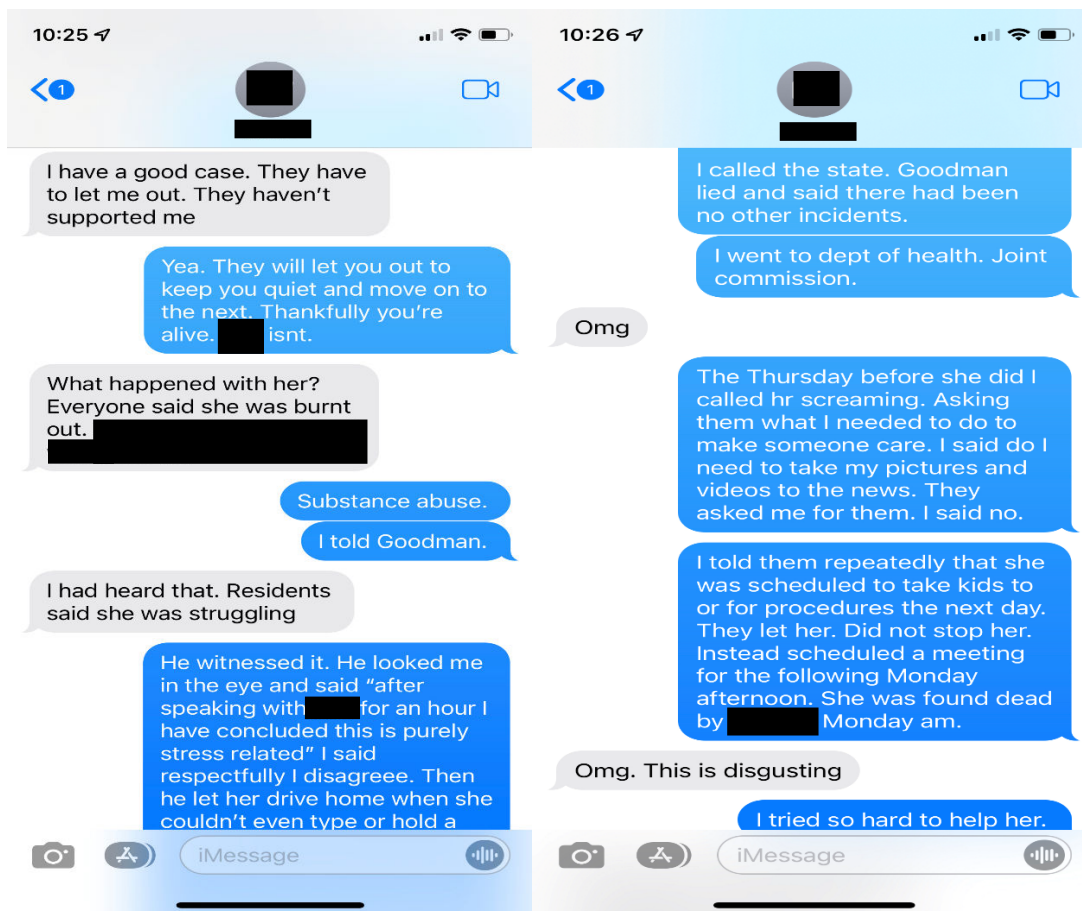 10:25
1
I have a good case. They have
to let me out. They haven't
supported me
Yea. They will let you out to
keep you quiet and move on to
the next. Thankfully you're
alive. isnt.
What happened with her?
Everyone said she was burnt
out.
Substance abuse.
I told Goodman.
I had heard that. Residents
said she was struggling
He witnessed it. He looked me
in the eye and said “after
speaking with for an hour I
have concluded this is purely
stress related” I said
respectfully I disagreee. Then
he let her drive home when she
couldn't even type or hold a
iMessage
10:26
1
I called the state. Goodman
lied and said there had been
no other incidents.
I went to dept of health. Joint
commission.
Omg
The Thursday before she did I
called hr screaming. Asking
them what I needed to do to
make someone care. I said do I
need to take my pictures and
videos to the news. They
asked me for them. I said no.
I told them repeatedly that she
was scheduled to take kids to
or for procedures the next day.
They let her. Did not stop her.
Instead scheduled a meeting
for the following Monday
afternoon. She was found dead
by Monday am.
Omg. This is disgusting
I tried so hard to help her.
iMessage